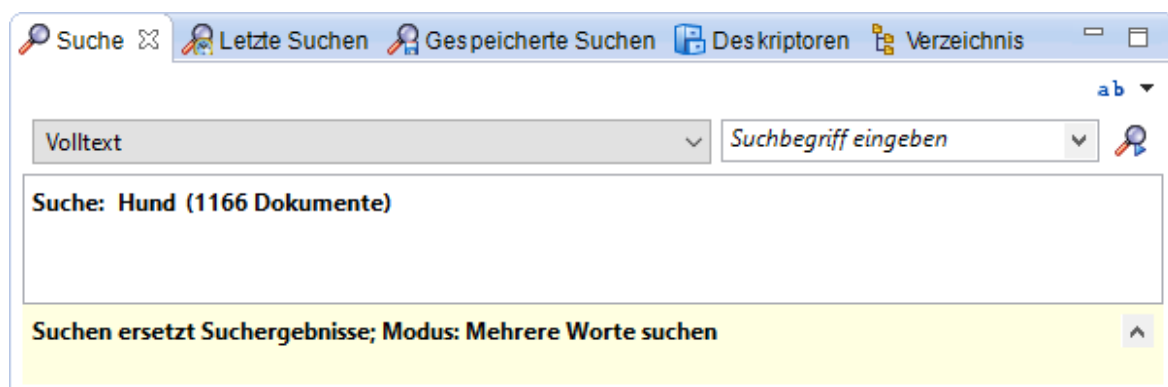 Suche Letzte Suchen Gespeicherte Suchen Deskriptoren Verzeichnis
ab
Volltext Suchbegriff eingeben
Suche: Hund (1166 Dokumente)
Suchen ersetzt Suchergebnisse; Modus: Mehrere Worte suchen